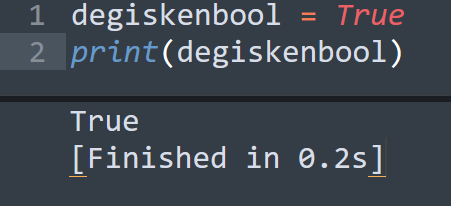 1 degiskenbool = True
2 print(degiskenbool)
True
[Finished in 0.2s]